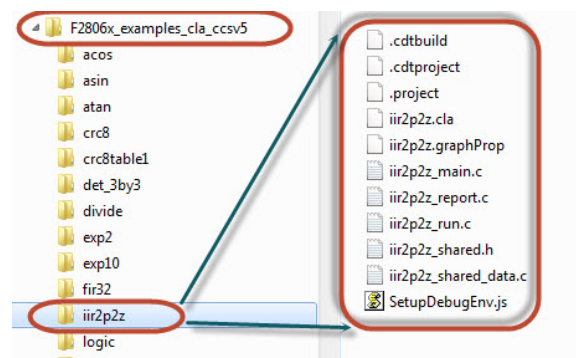 F2806x_examples_cla_ccsv5
acos
asin
atan
crc8
crc8table1
det_3by3
divide
exp2
exp10
fir32
iir2p2z
logic
.cdtbuild
.cdtproject
.project
iir2p2z.cla
iir2p2z.graphProp
iir2p2z_main.c
iir2p2z_report.c
iir2p2z_run.c
iir2p2z_shared.h
iir2p2z_shared_data.c
SetupDebugEnv.js